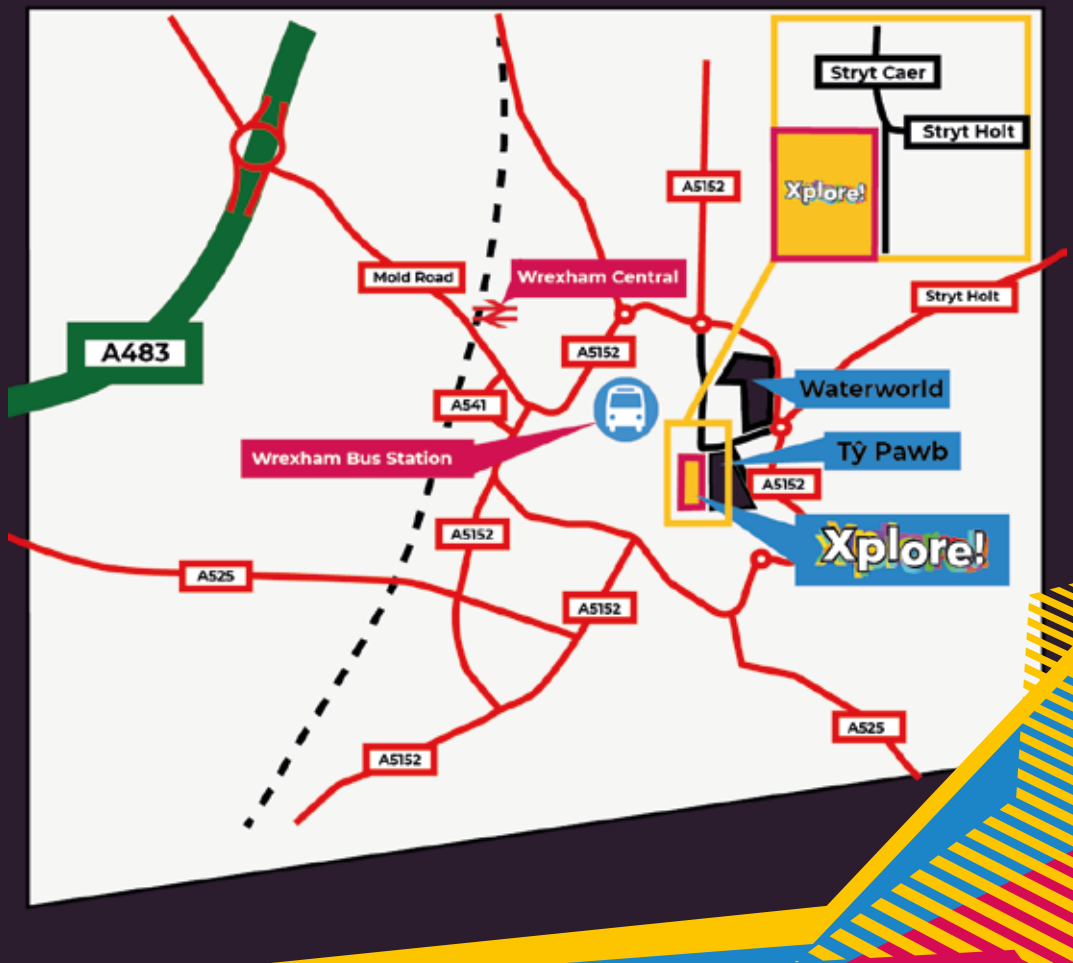 Stryt Caer
Stryt Holt
Xplore!
A5152
Mold Road
Wrexham Central
Stryt Holt
A483
A5152
A541
Waterworld
Wrexham Bus Station
Tŷ Pawb
A5152
A5152
Xplore!
A525
A5152
A525
A5152